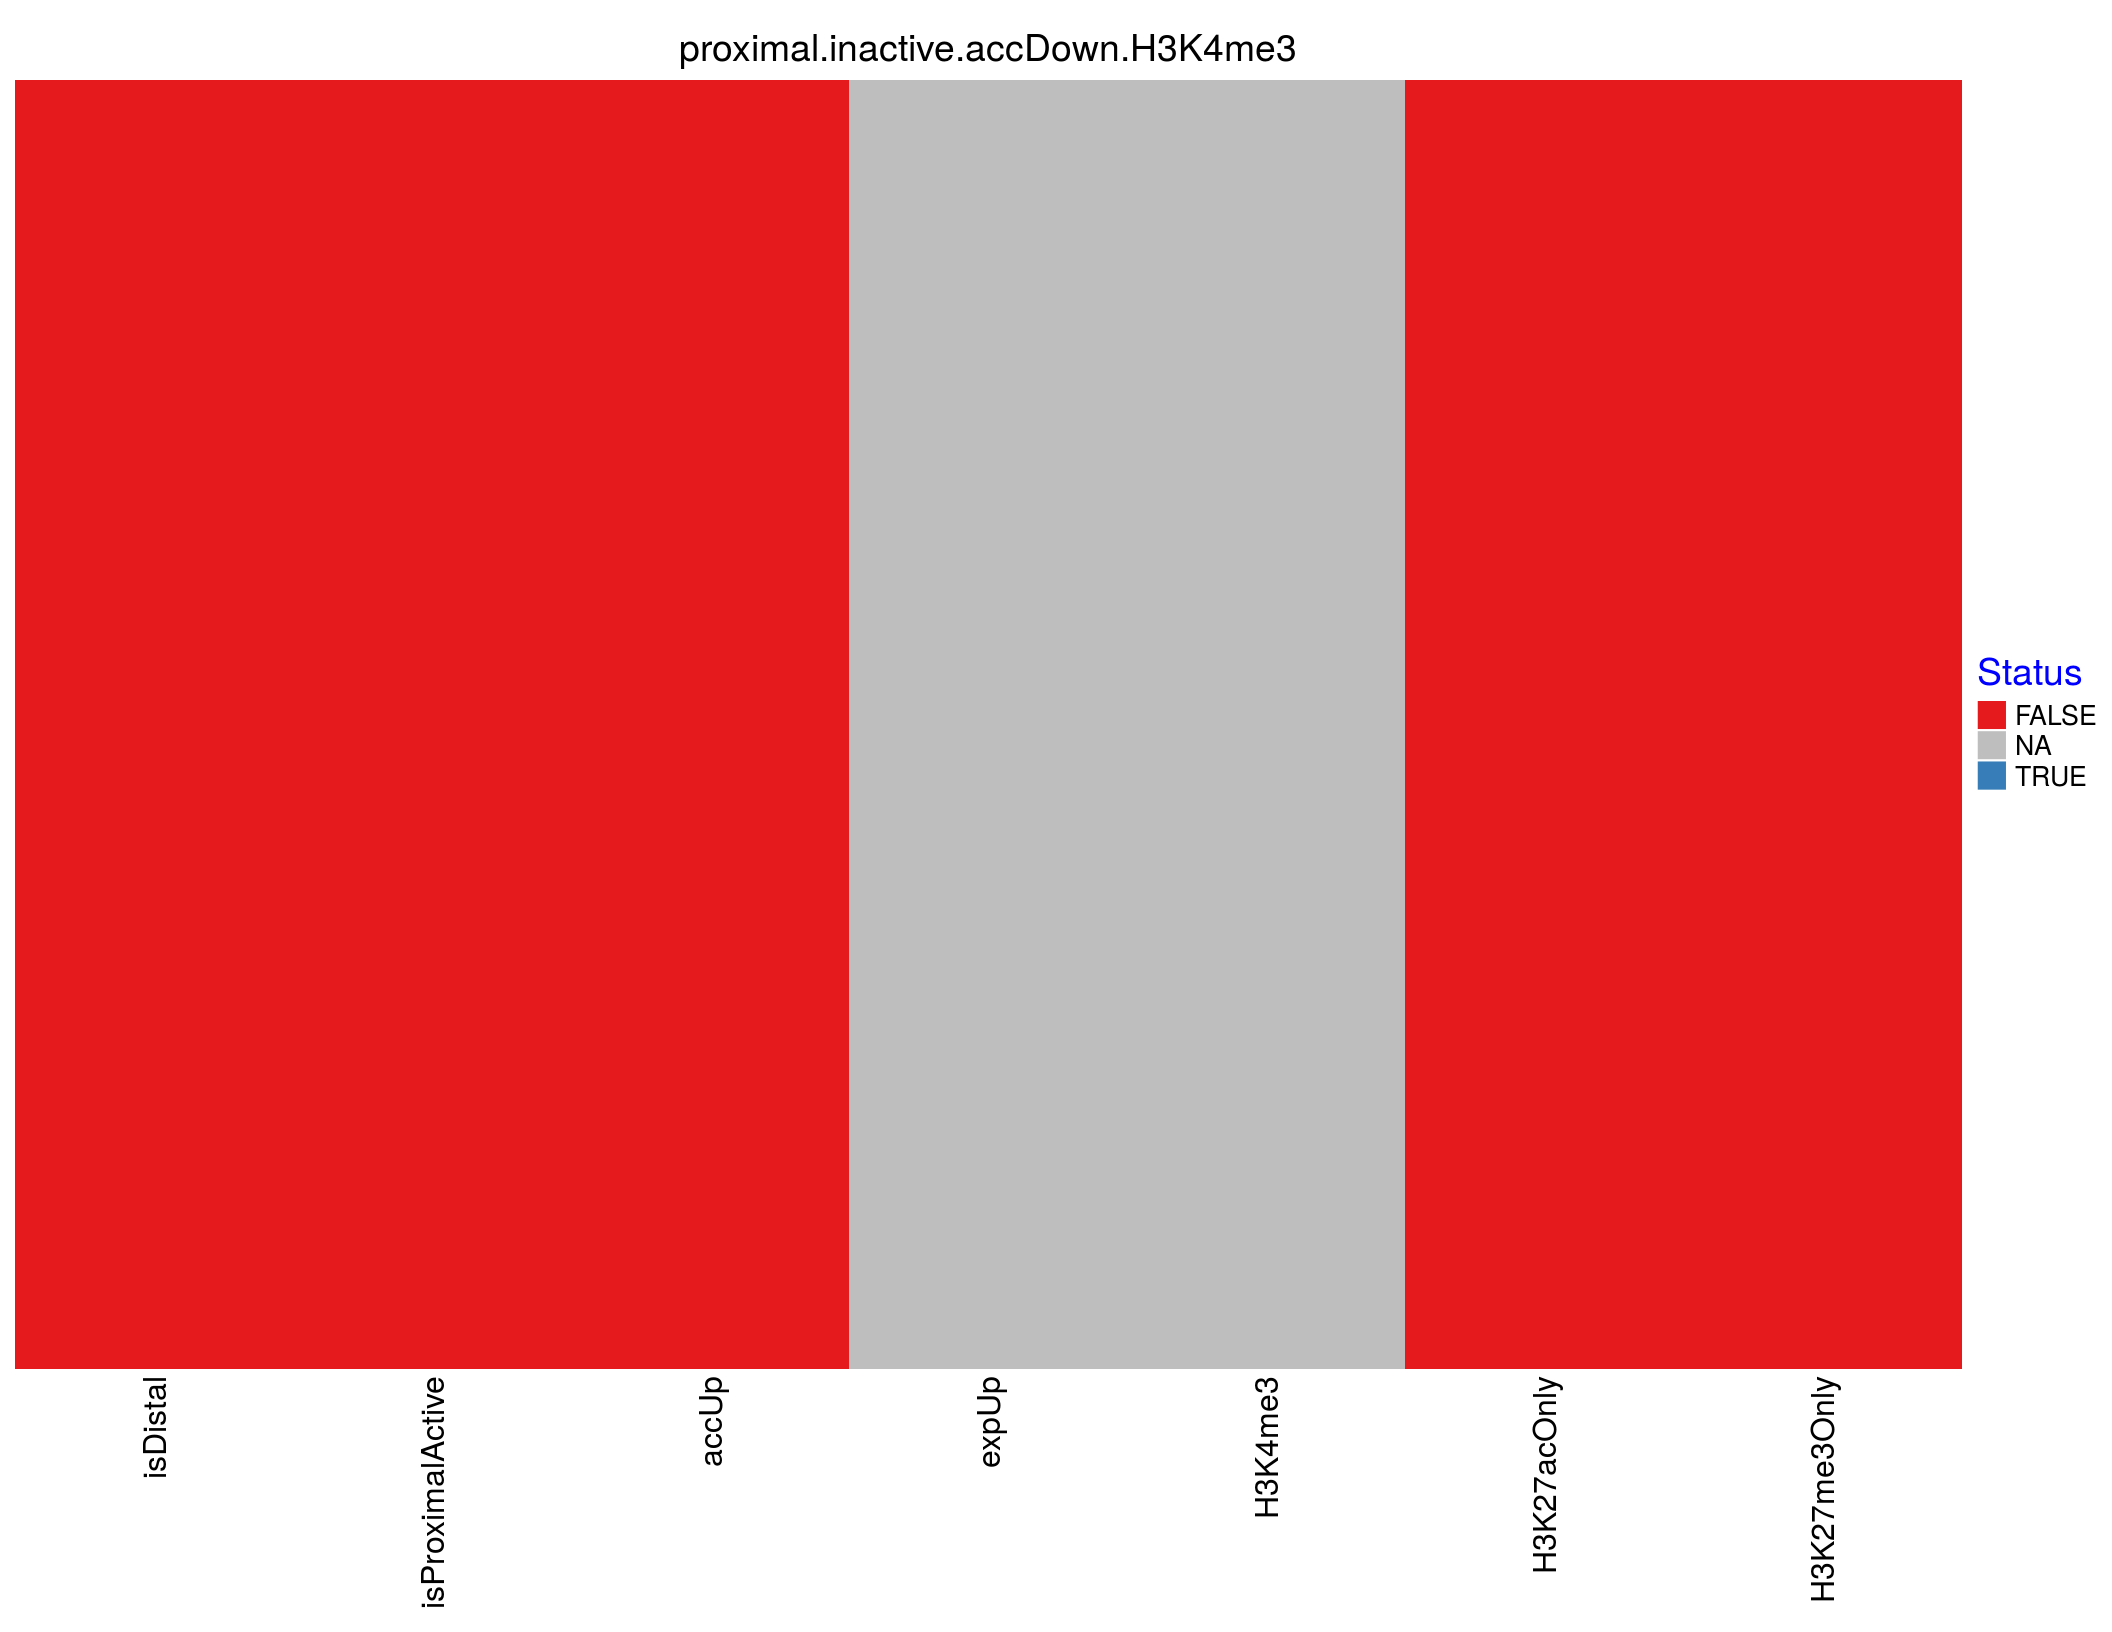 proximal.inactive.accDown.H3K4me3
Status
FALSE
NA
TRUE
isDistal
isProximalActive
accUp
expUp
H3K4me3
H3K27acOnly
H3K27me3Only